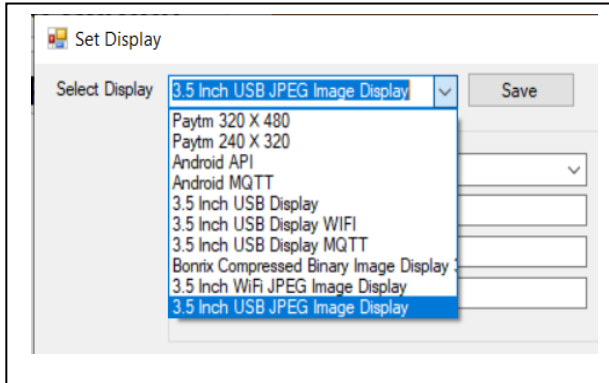 Set Display
Select Display 3.5 Inch USB JPEG Image Display Save
Paytm 320 X 480
Paytm 240 X 320
Android API
Android MQTT
3.5 Inch USB Display
3.5 Inch USB Display WIFI
3.5 Inch USB Display MQTT
Bonrix Compressed Binary Image Display
3.5 Inch WiFi JPEG Image Display
3.5 Inch USB JPEG Image Display